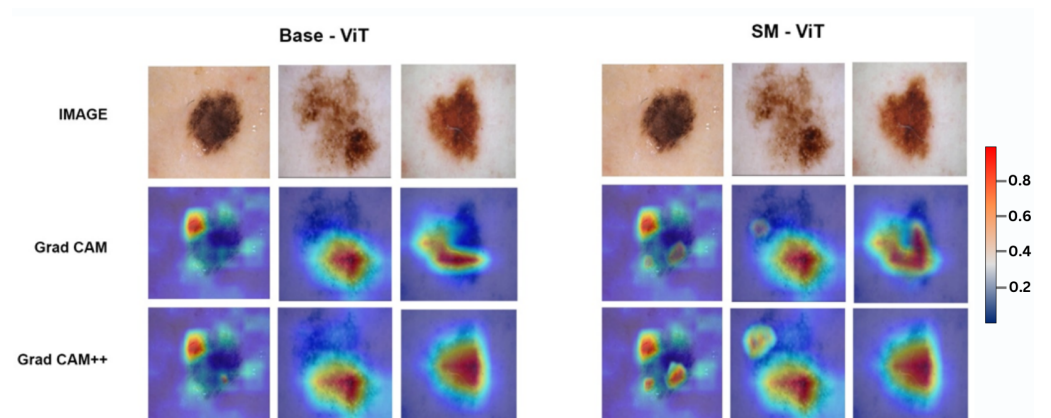 Base - ViT
SM - ViT
IMAGE
Grad CAM
Grad CAM++
0.8
0.6
0.4
0.2